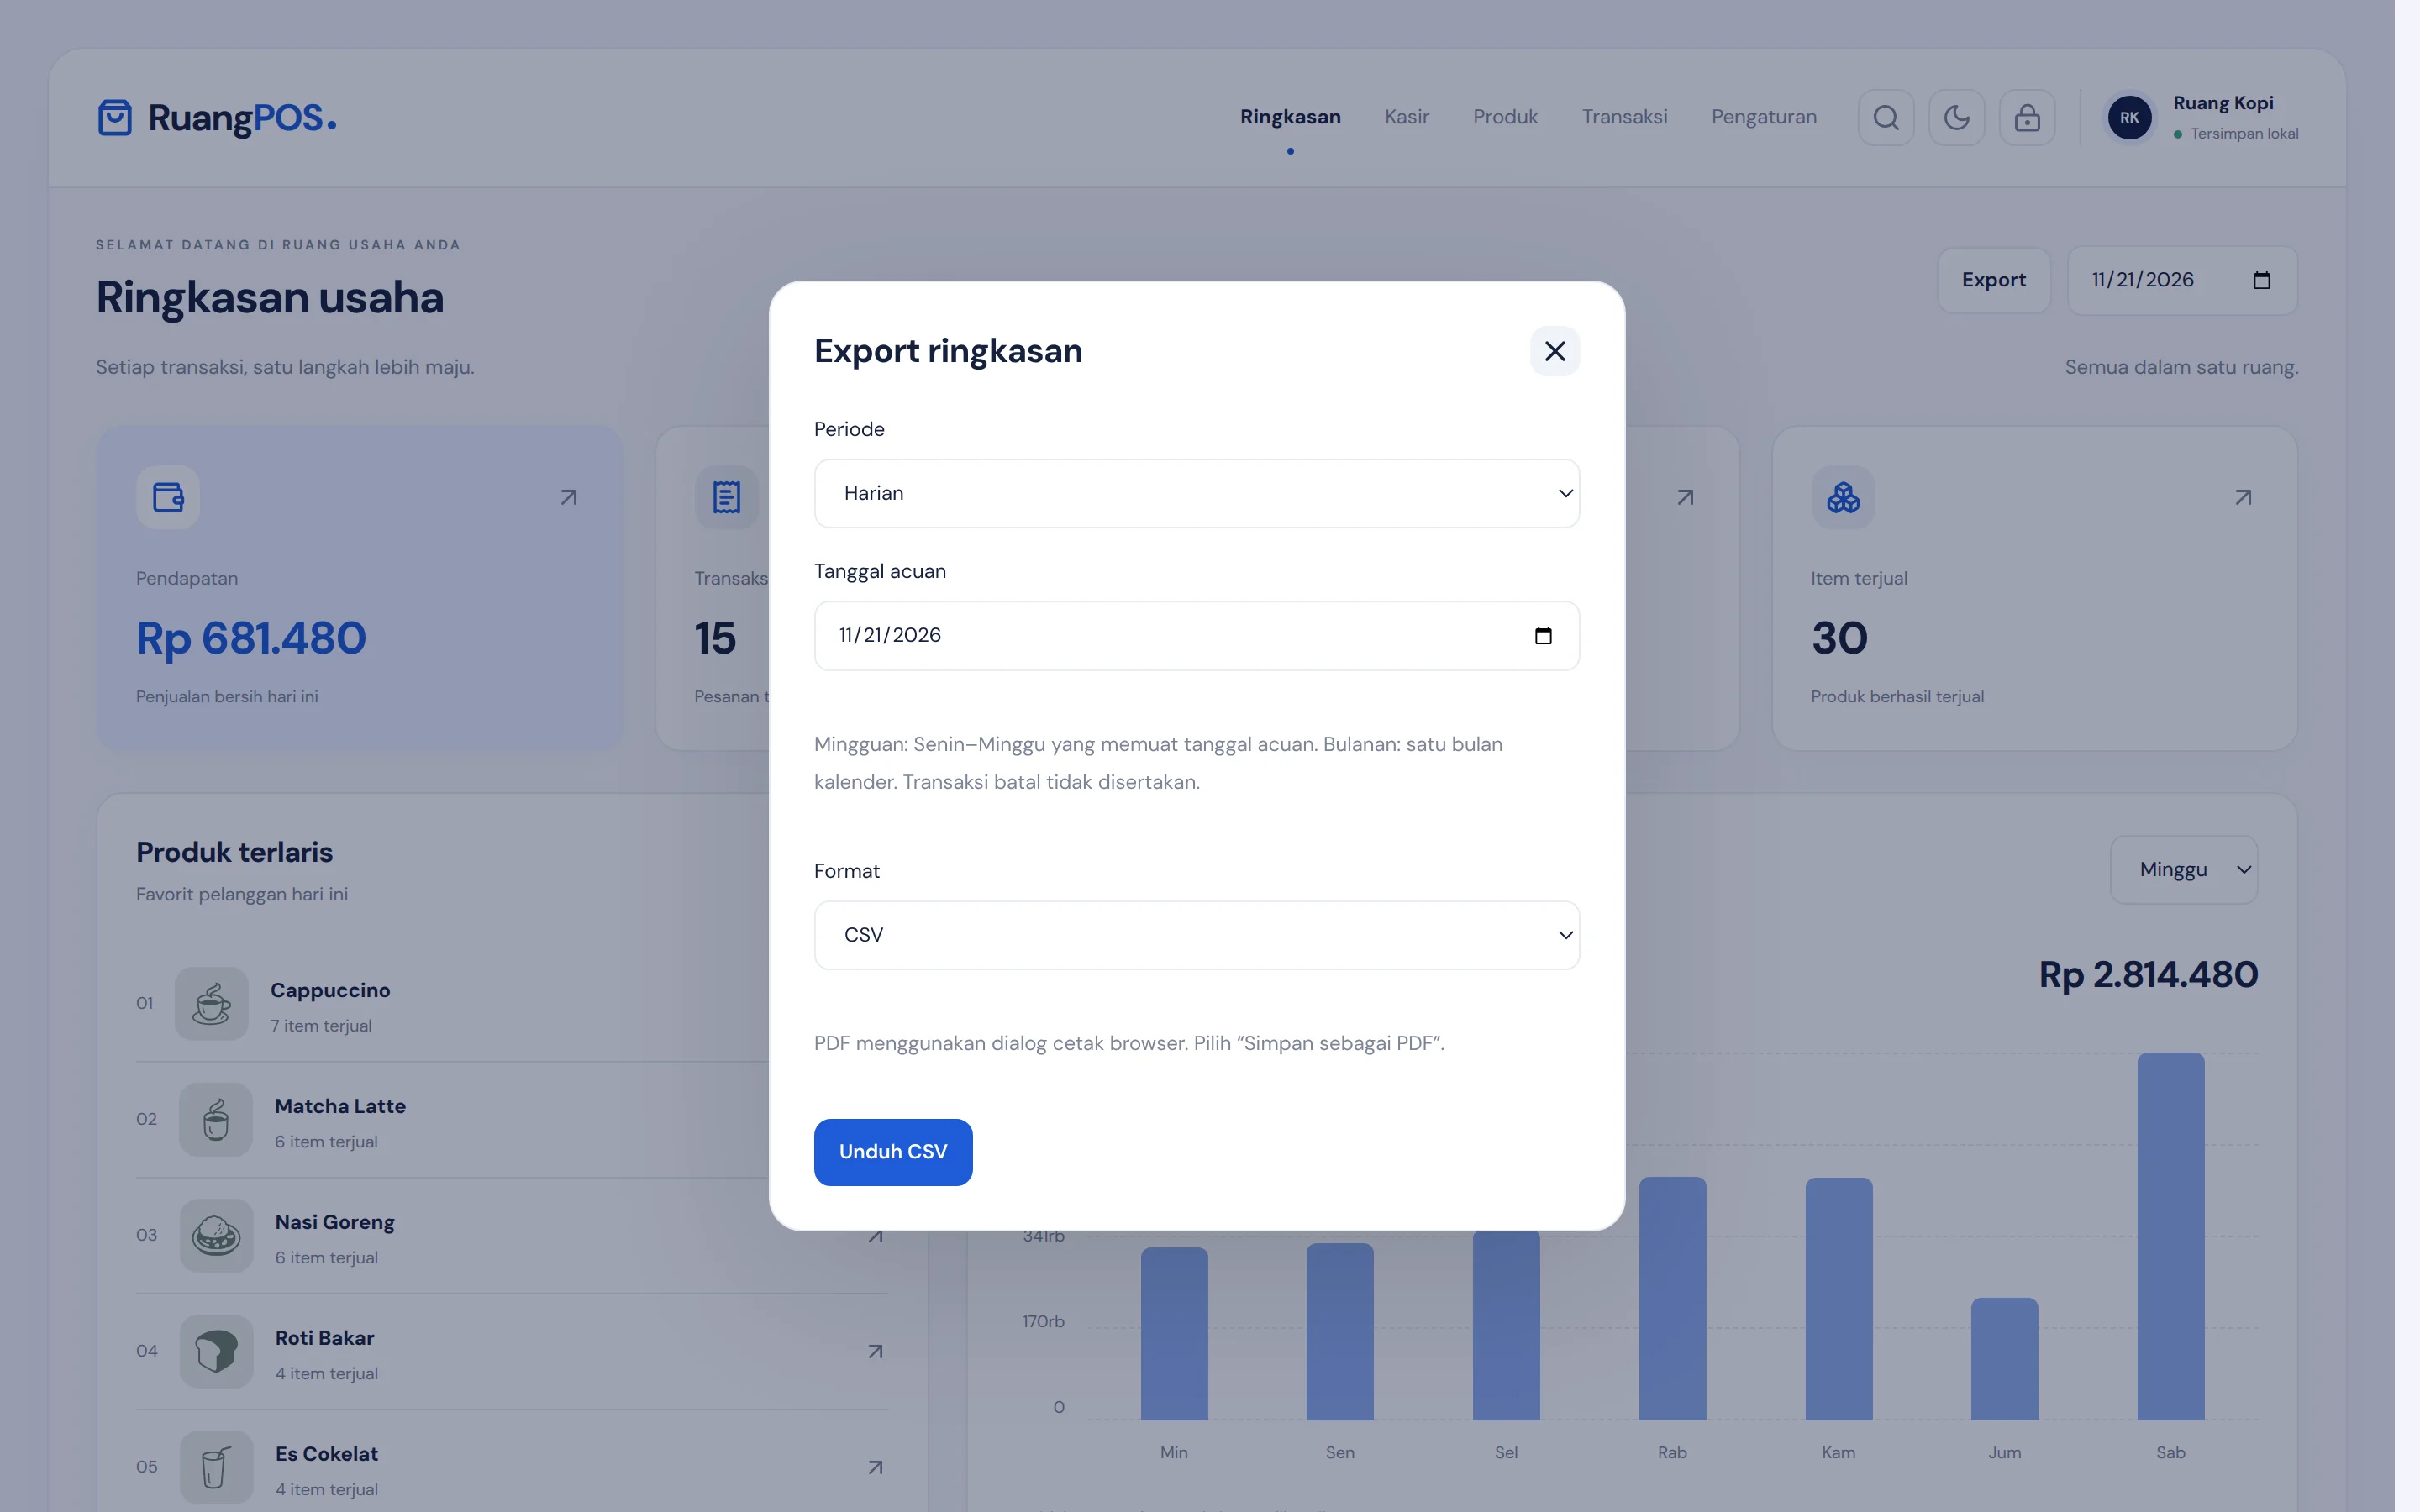 RuangPOS.
Ringkasan
Kasir
Produk
Transaksi
Pengaturan
RK
Ruang Kopi
Tersimpan lokal
SELAMAT DATANG DI RUANG USAHA ANDA
Ringkasan usaha
Setiap transaksi, satu langkah lebih maju.
Export
11/21/2026
Semua dalam satu ruang.
Pendapatan
Rp 681.480
Penjualan bersih hari ini
15
Pesanan
Item terjual
30
Produk berhasil terjual
Export ringkasan
Periode
Harian
Tanggal acuan
11/21/2026
Mingguan: Senin–Minggu yang memuat tanggal acuan. Bulanan: satu bulan
kalender. Transaksi batal tidak disertakan.
Format
CSV
PDF menggunakan dialog cetak browser. Pilih “Simpan sebagai PDF”.
Unduh CSV
Produk terlaris
Favorit pelanggan hari ini
01
Cappuccino
7 item terjual
02
Matcha Latte
6 item terjual
03
Nasi Goreng
6 item terjual
04
Roti Bakar
4 item terjual
05
Es Cokelat
4 item terjual
Minggu
Rp 2.814.480
341rb
170rb
0
Min
Sen
Sel
Rab
Kam
Jum
Sab